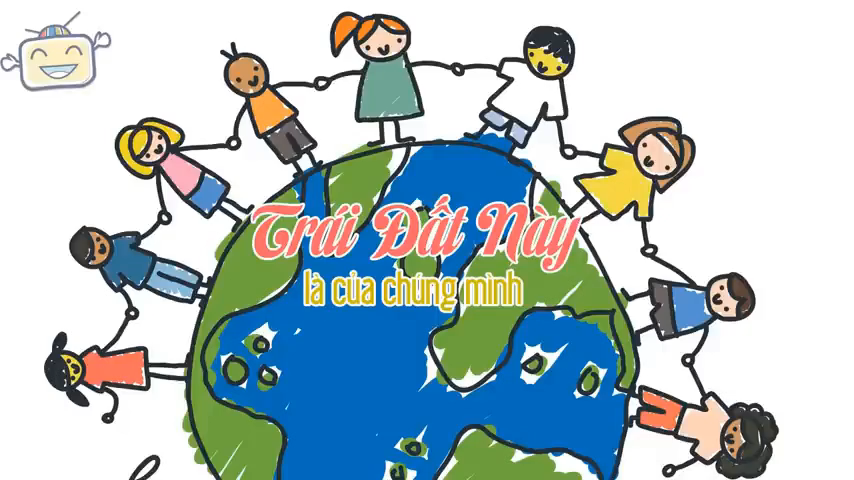 Trái Đất Này
là của chúng mình